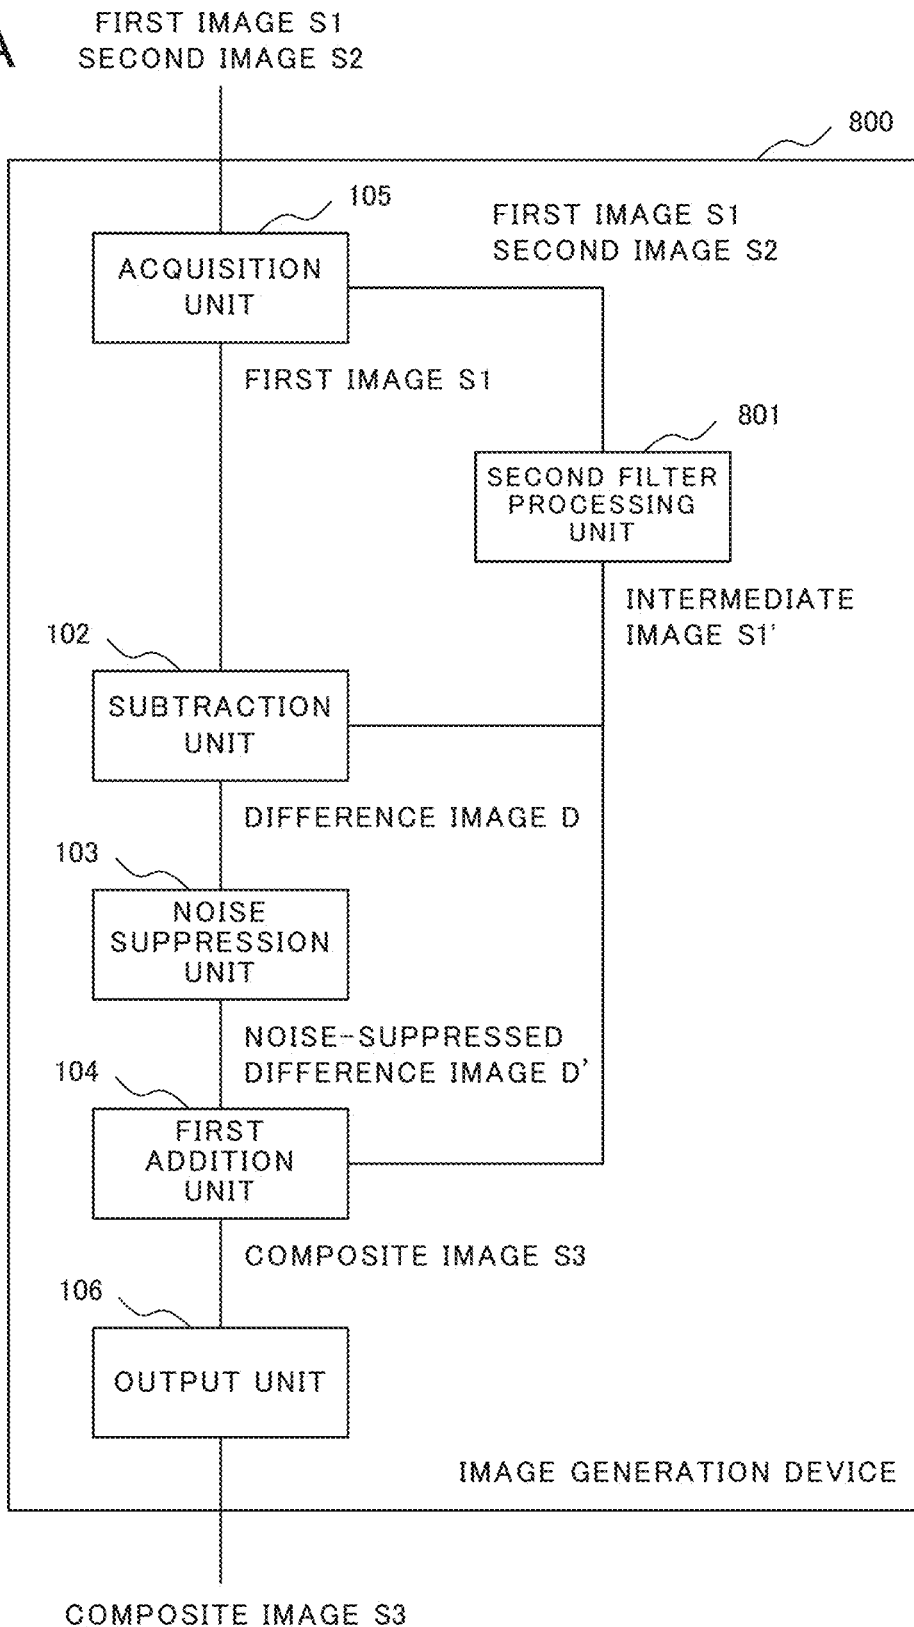 A
FIRST IMAGE S1
SECOND IMAGE S2
800
105
FIRST IMAGE S1
SECOND IMAGE S2
ACQUISITION
UNIT
FIRST IMAGE S1
801
SECOND FILTER
PROCESSING
UNIT
INTERMEDIATE
IMAGE S1'
102
SUBTRACTION
UNIT
DIFFERENCE IMAGE D
103
NOISE
SUPPRESSION
UNIT
NOISE-SUPPRESSED
DIFFERENCE IMAGE D'
104
FIRST
ADDITION
UNIT
COMPOSITE IMAGE S3
106
OUTPUT UNIT
IMAGE GENERATION DEVICE
COMPOSITE IMAGE S3